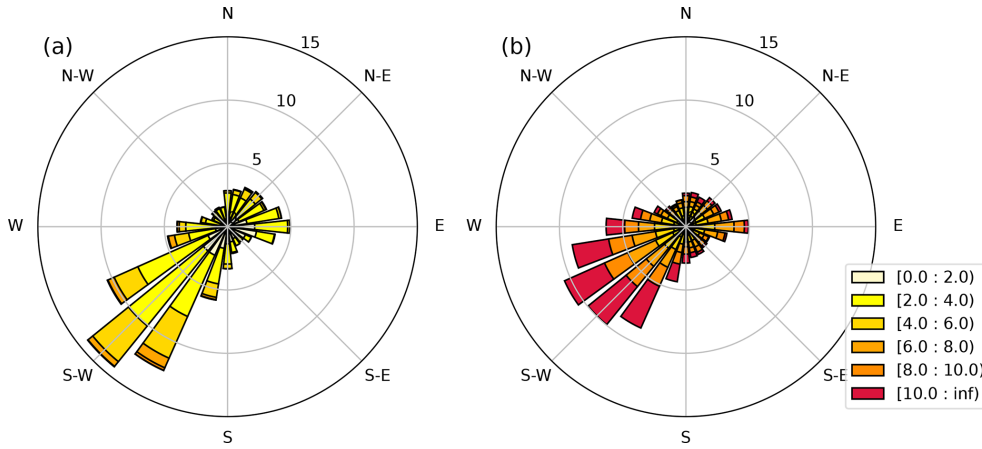 N
N
(a)
15
(b)
15
N-W
N-E
N-W
N-E
10
10
5
5
W
E
W
E
[0.0 : 2.0)
[2.0 : 4.0)
[4.0 : 6.0)
[6.0 : 8.0)
[8.0 : 10.0)
[10.0 : inf)
S-W
S-E
S-W
S-E
S
S